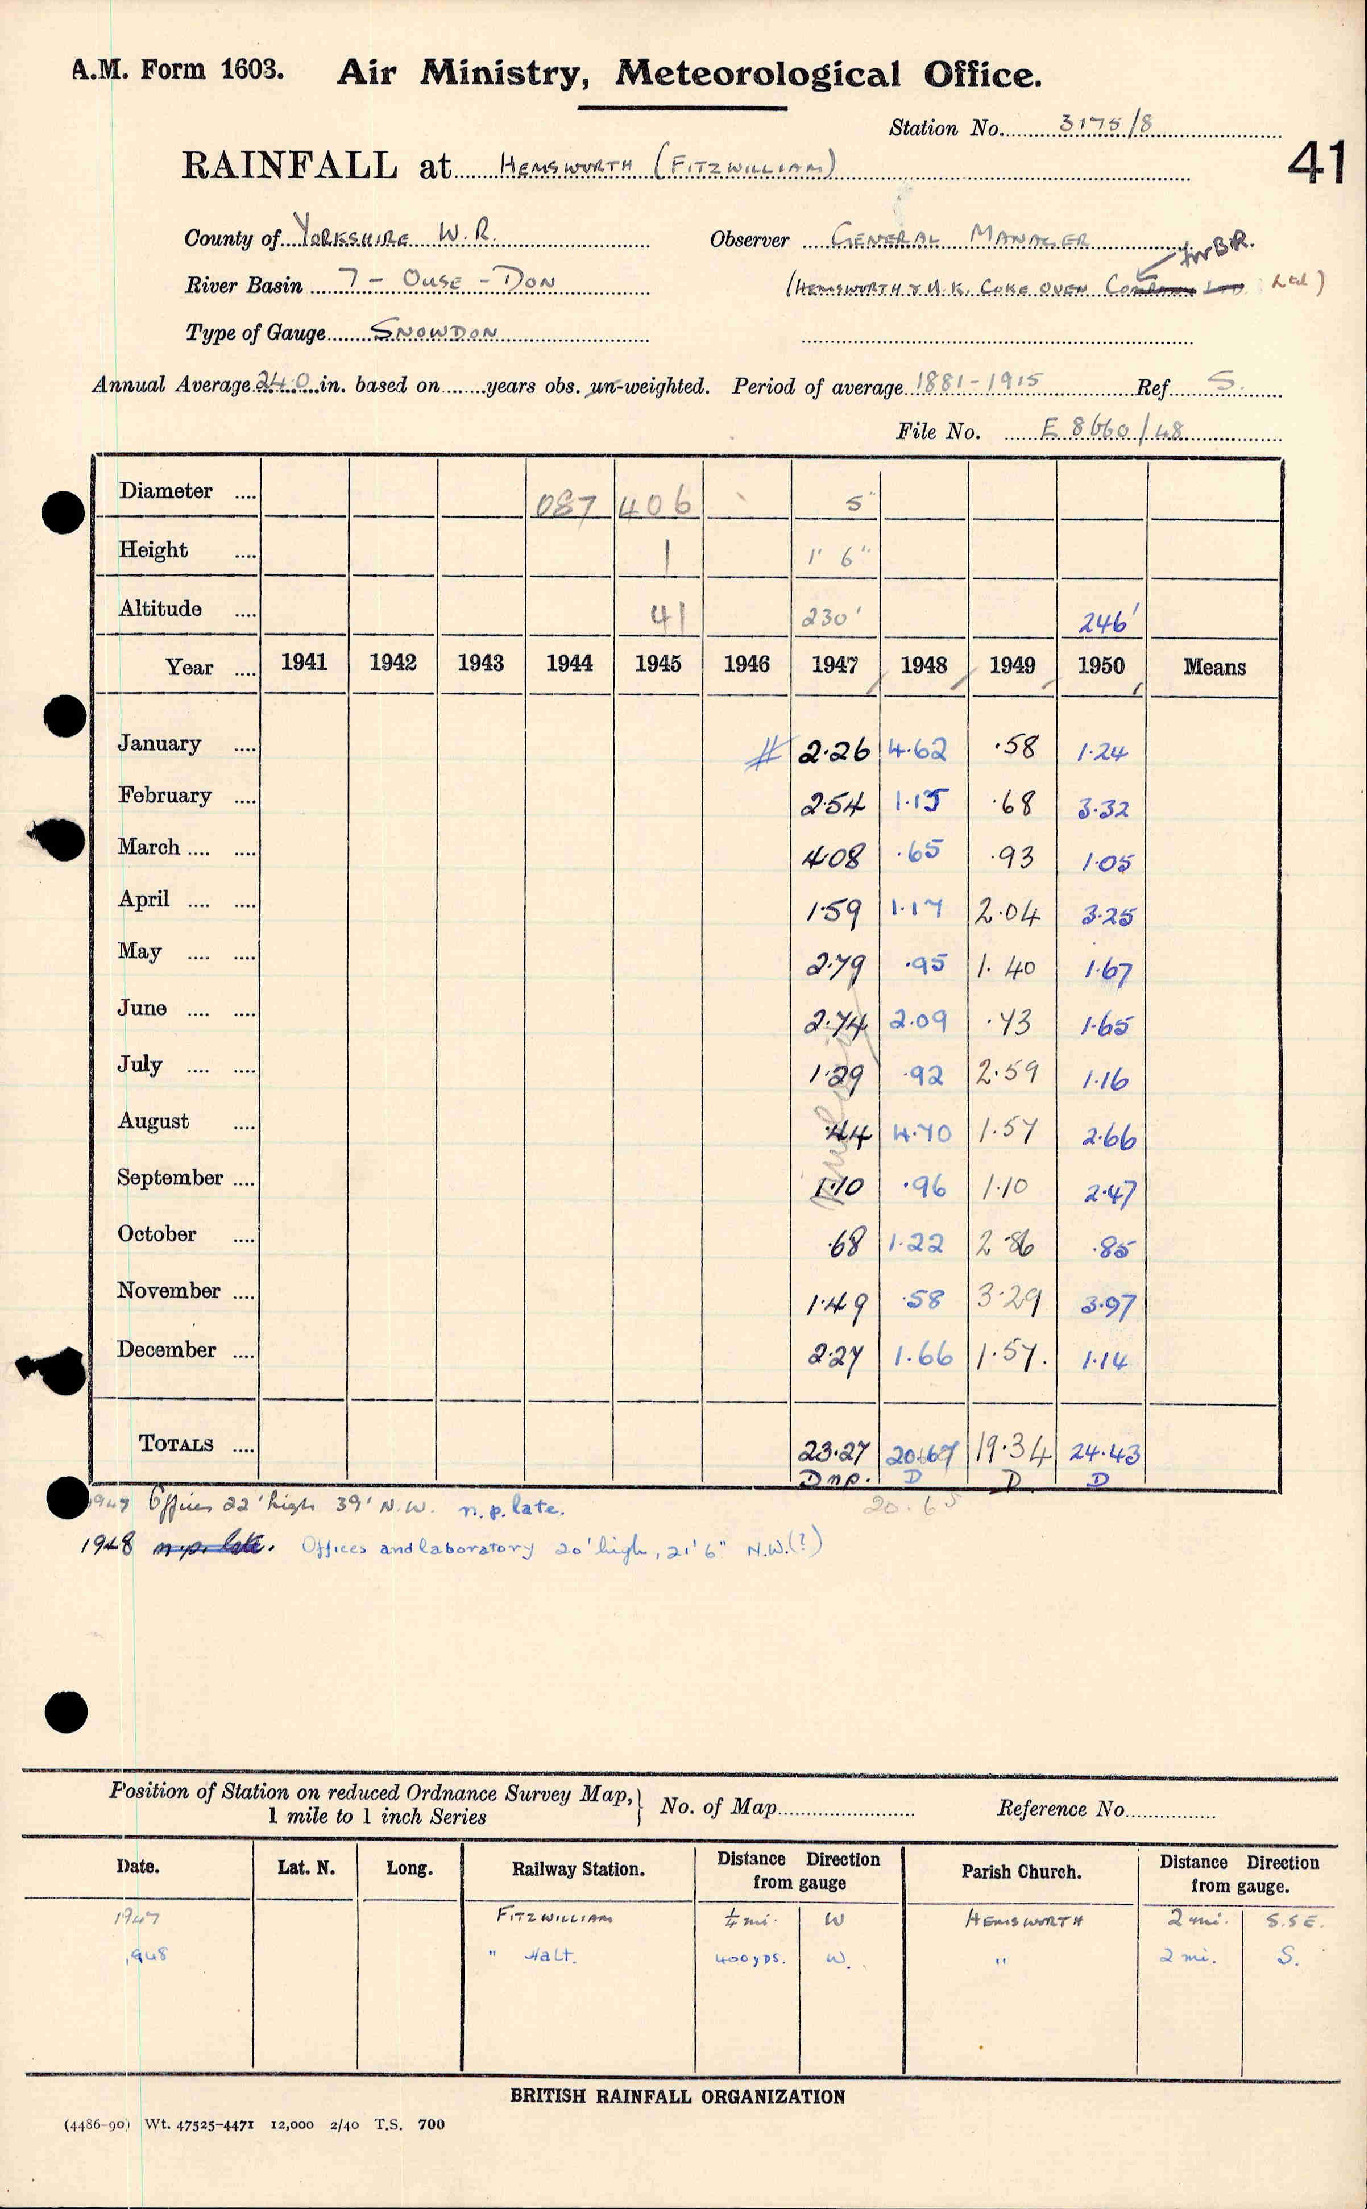 A.M. Form 1603. Air Ministry, Meteorological Office.
Station No. 3175/8
41
RAINFALL at HEMSWORTH (FITZWILLIAM)
County of YORKSHIRE W.R. Observer GENERAL MANAGER
for B.R.
River Basin 7 - OUSE - DON (HEMSWORTH & H.K. COKE OVEN COMPANY LTD. Ltd)
Type of Gauge SNOWDON
Annual Average 24.0 in. based on years obs. un-weighted. Period of average 1881-1915 Ref S.
File No. E 8660/48
Diameter .... 087 406 5"
Height .... 1 1' 6"
Altitude .... 41 230' 246'
Year .... 1941 1942 1943 1944 1945 1946 1947 1948 1949 1950 Means
January .... # 2.26 4.62 .58 1.24
February .... 2.54 1.15 .68 3.32
March .... .... 4.08 .65 .93 1.05
April .... .... 1.59 1.17 2.04 3.25
May .... .... 2.79 .95 1.40 1.67
June .... .... 2.74 2.09 .73 1.65
July .... .... 1.29 .92 2.59 1.16
August .... .44 4.70 1.57 2.66
September .... 1.10 .96 1.10 2.47
October .... .68 1.22 2.86 .85
November .... 1.49 .58 3.29 3.97
December .... 2.27 1.66 1.57. 1.14
TOTALS .... 23.27 20.67 19.34 24.43
D n.p. D D D
20.65
1947 Offices 22' high 39' N.W. n.p. late.
1948 n.p. late. Offices and laboratory 20' high, 21' 6" N.W.(?)
Position of Station on reduced Ordnance Survey Map, 1 mile to 1 inch Series } No. of Map Reference No.
Date. Lat. N. Long. Railway Station. Distance Direction from gauge Parish Church. Distance Direction from gauge.
1947 FITZWILLIAM ¼ mi. W HEMSWORTH 2 mi. S.S.E.
1948 " Halt. 400 yds. W. " 2 mi. S.
BRITISH RAINFALL ORGANIZATION
(4486-90) Wt. 47525-4471 12,000 2/40 T.S. 700